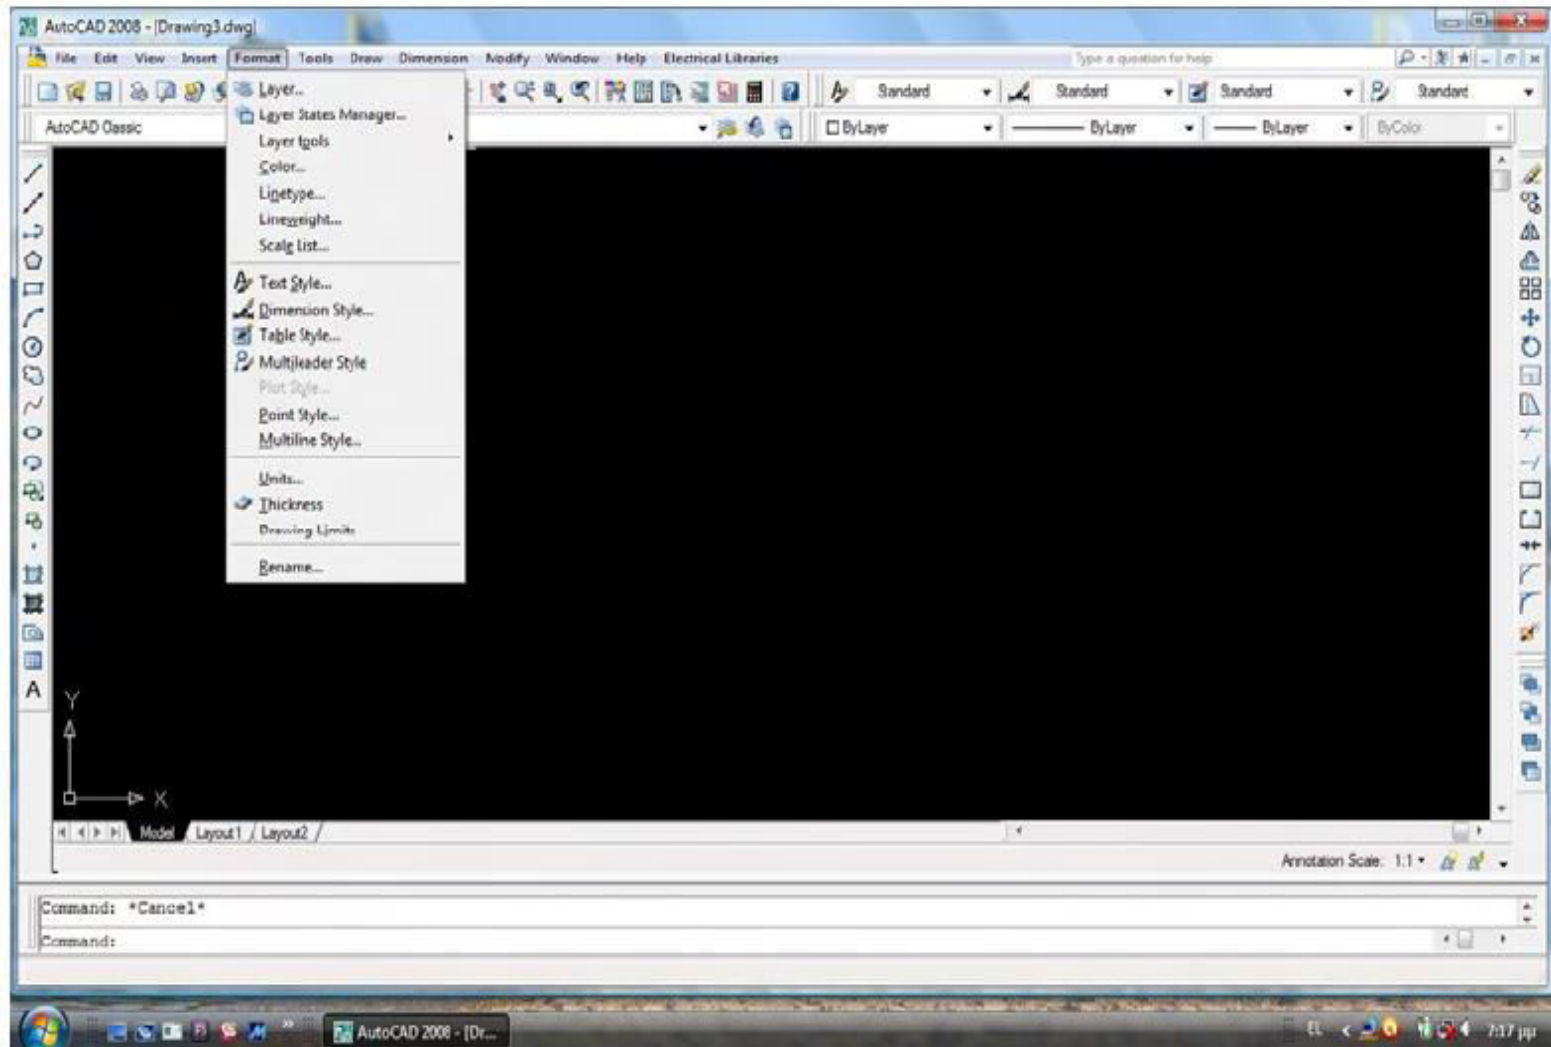 AutoCAD 2008 - [Drawing3.dwg]
File Edit View Insert Format Tools Draw Dimension Modify Window Help Electrical Libraries Type a question for help
Layer...
Standard Standard Standard Standard
Layer States Manager...
AutoCAD Classic ByLayer ByLayer ByLayer ByColor
Layer tools
Color...
Linetype...
Lineweight...
Scale List...
Text Style...
Dimension Style...
Table Style...
Multileader Style
Plot Style...
Point Style...
Multiline Style...
Units...
Thickness
Drawing Limits
Rename...
A
Y
X
Model Layout1 Layout2
Annotation Scale: 1:1
Command: *Cancel*
Command:
AutoCAD 2008 - [Dr... EL 7:17 μμ